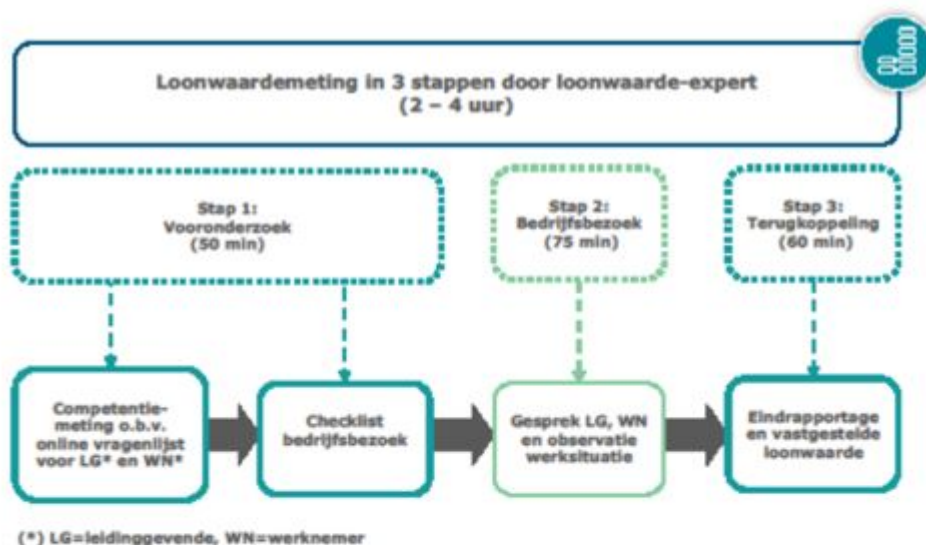 Loonwaardemeting in 3 stappen door loonwaarde-expert
(2 – 4 uur)
Stap 1:
Vooronderzoek
(50 min)
Stap 2:
Bedrijfsbezoek
(75 min)
Stap 3:
Terugkoppeling
(60 min)
Competentie-
meting o.b.v.
online vragenlijst
voor LG* en WN*
Checklist
bedrijfsbezoek
Gesprek LG, WN
en observatie
werksituatie
Eindrapportage
en vastgestelde
loonwaarde
(*) LG=leidinggevende, WN=werknemer